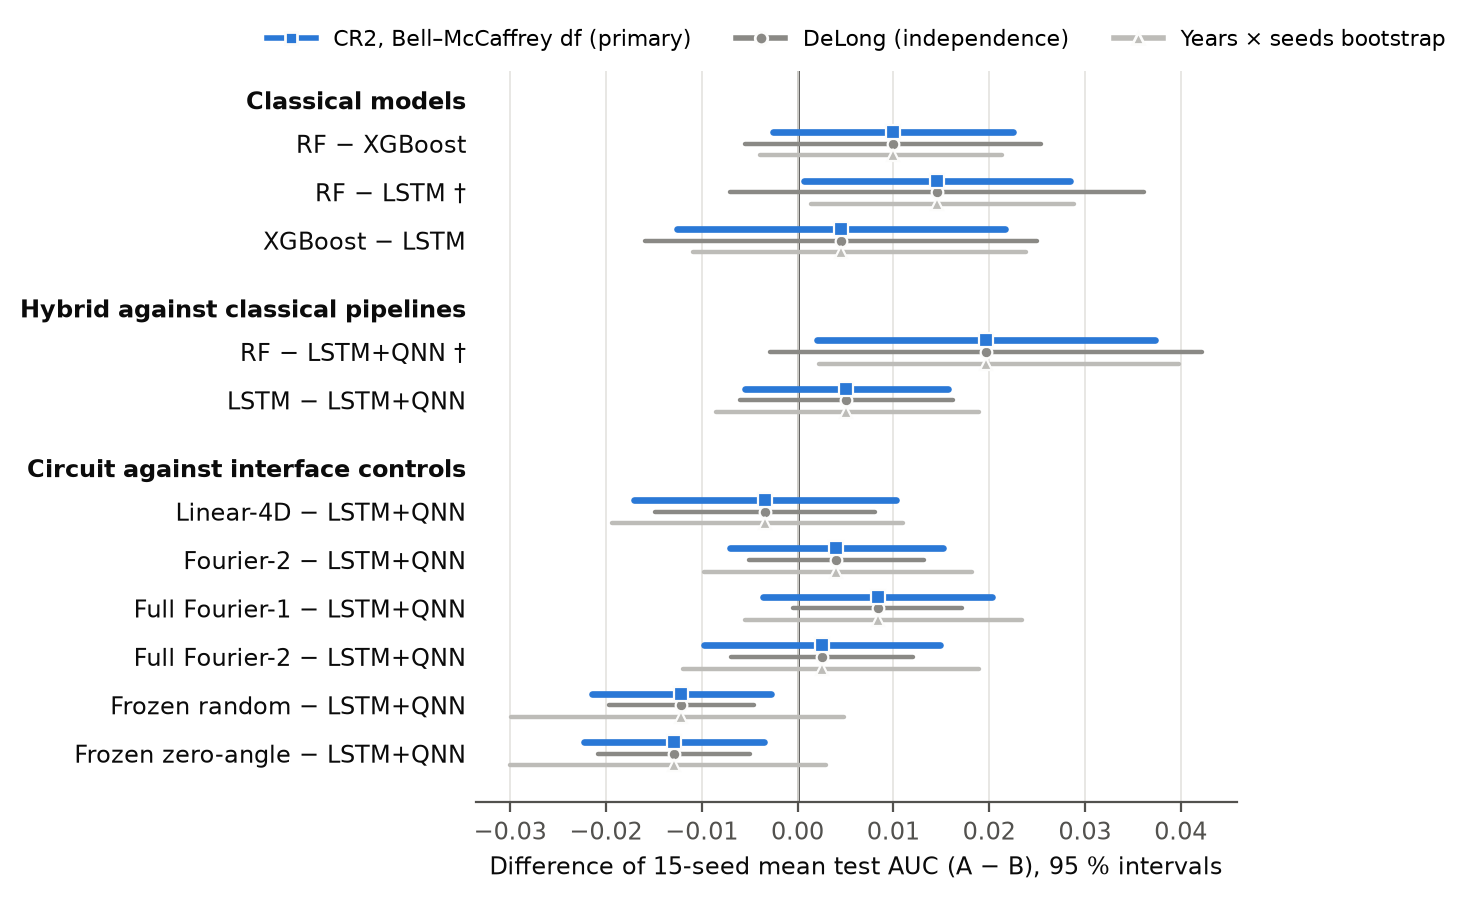 CR2, Bell–McCaffrey df (primary) DeLong (independence) Years × seeds bootstrap
Classical models
RF − XGBoost
RF − LSTM †
XGBoost − LSTM
Hybrid against classical pipelines
RF − LSTM+QNN †
LSTM − LSTM+QNN
Circuit against interface controls
Linear-4D − LSTM+QNN
Fourier-2 − LSTM+QNN
Full Fourier-1 − LSTM+QNN
Full Fourier-2 − LSTM+QNN
Frozen random − LSTM+QNN
Frozen zero-angle − LSTM+QNN
−0.03 −0.02 −0.01 0.00 0.01 0.02 0.03 0.04
Difference of 15-seed mean test AUC (A − B), 95 % intervals